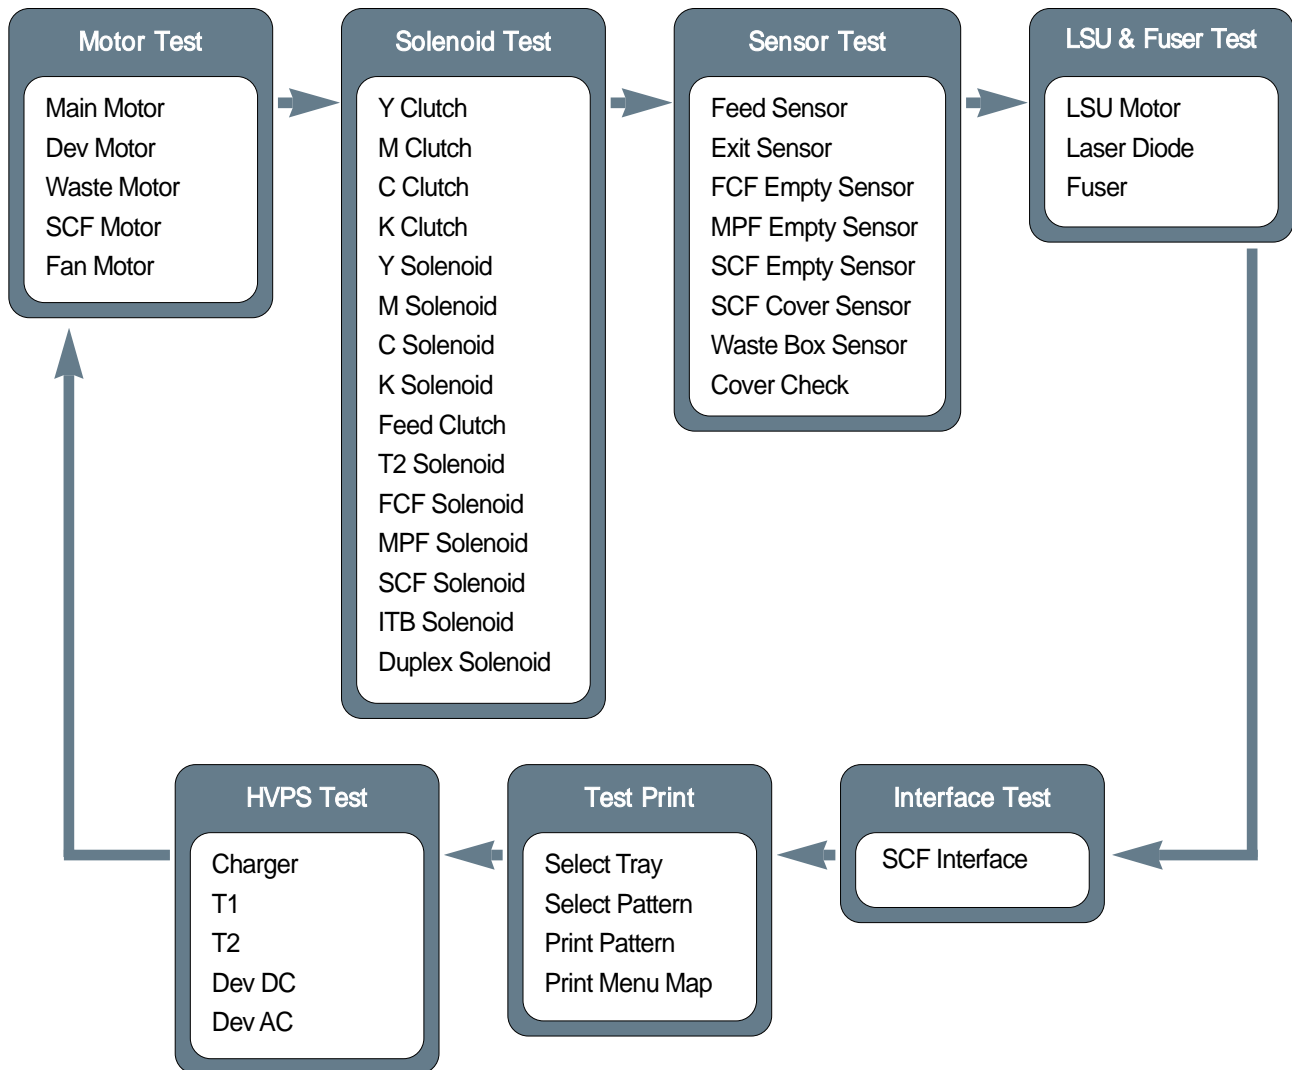 Motor Test
Main Motor
Dev Motor
Waste Motor
SCF Motor
Fan Motor
Solenoid Test
Y Clutch
M Clutch
C Clutch
K Clutch
Y Solenoid
M Solenoid
C Solenoid
K Solenoid
Feed Clutch
T2 Solenoid
FCF Solenoid
MPF Solenoid
SCF Solenoid
ITB Solenoid
Duplex Solenoid
Sensor Test
Feed Sensor
Exit Sensor
FCF Empty Sensor
MPF Empty Sensor
SCF Empty Sensor
SCF Cover Sensor
Waste Box Sensor
Cover Check
LSU & Fuser Test
LSU Motor
Laser Diode
Fuser
Interface Test
SCF Interface
Test Print
Select Tray
Select Pattern
Print Pattern
Print Menu Map
HVPS Test
Charger
T1
T2
Dev DC
Dev AC